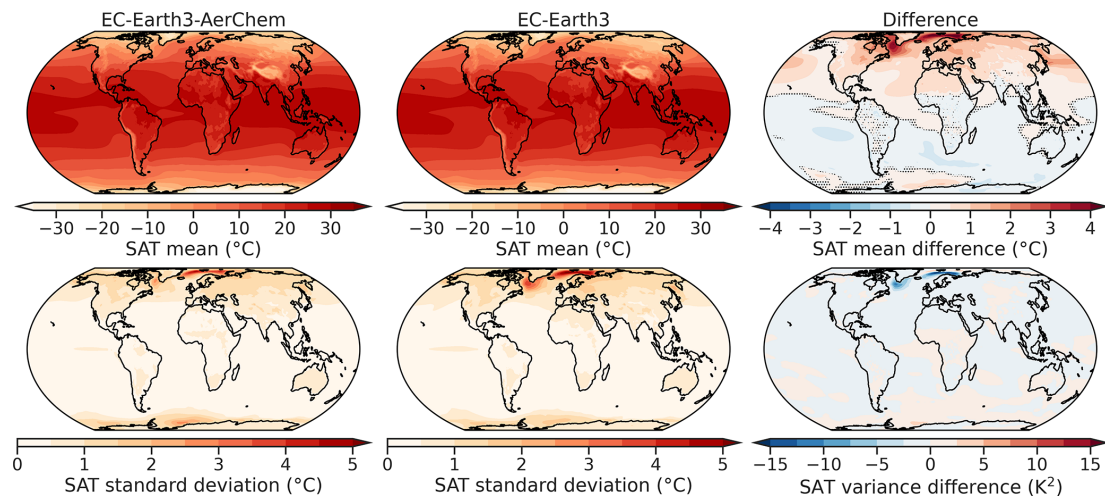 EC-Earth3-AerChem
EC-Earth3
Difference
−30 −20 −10 0 10 20 30
SAT mean (°C)
−30 −20 −10 0 10 20 30
SAT mean (°C)
−4 −3 −2 −1 0 1 2 3 4
SAT mean difference (°C)
0 1 2 3 4 5
SAT standard deviation (°C)
0 1 2 3 4 5
SAT standard deviation (°C)
−15 −10 −5 0 5 10 15
SAT variance difference (K²)